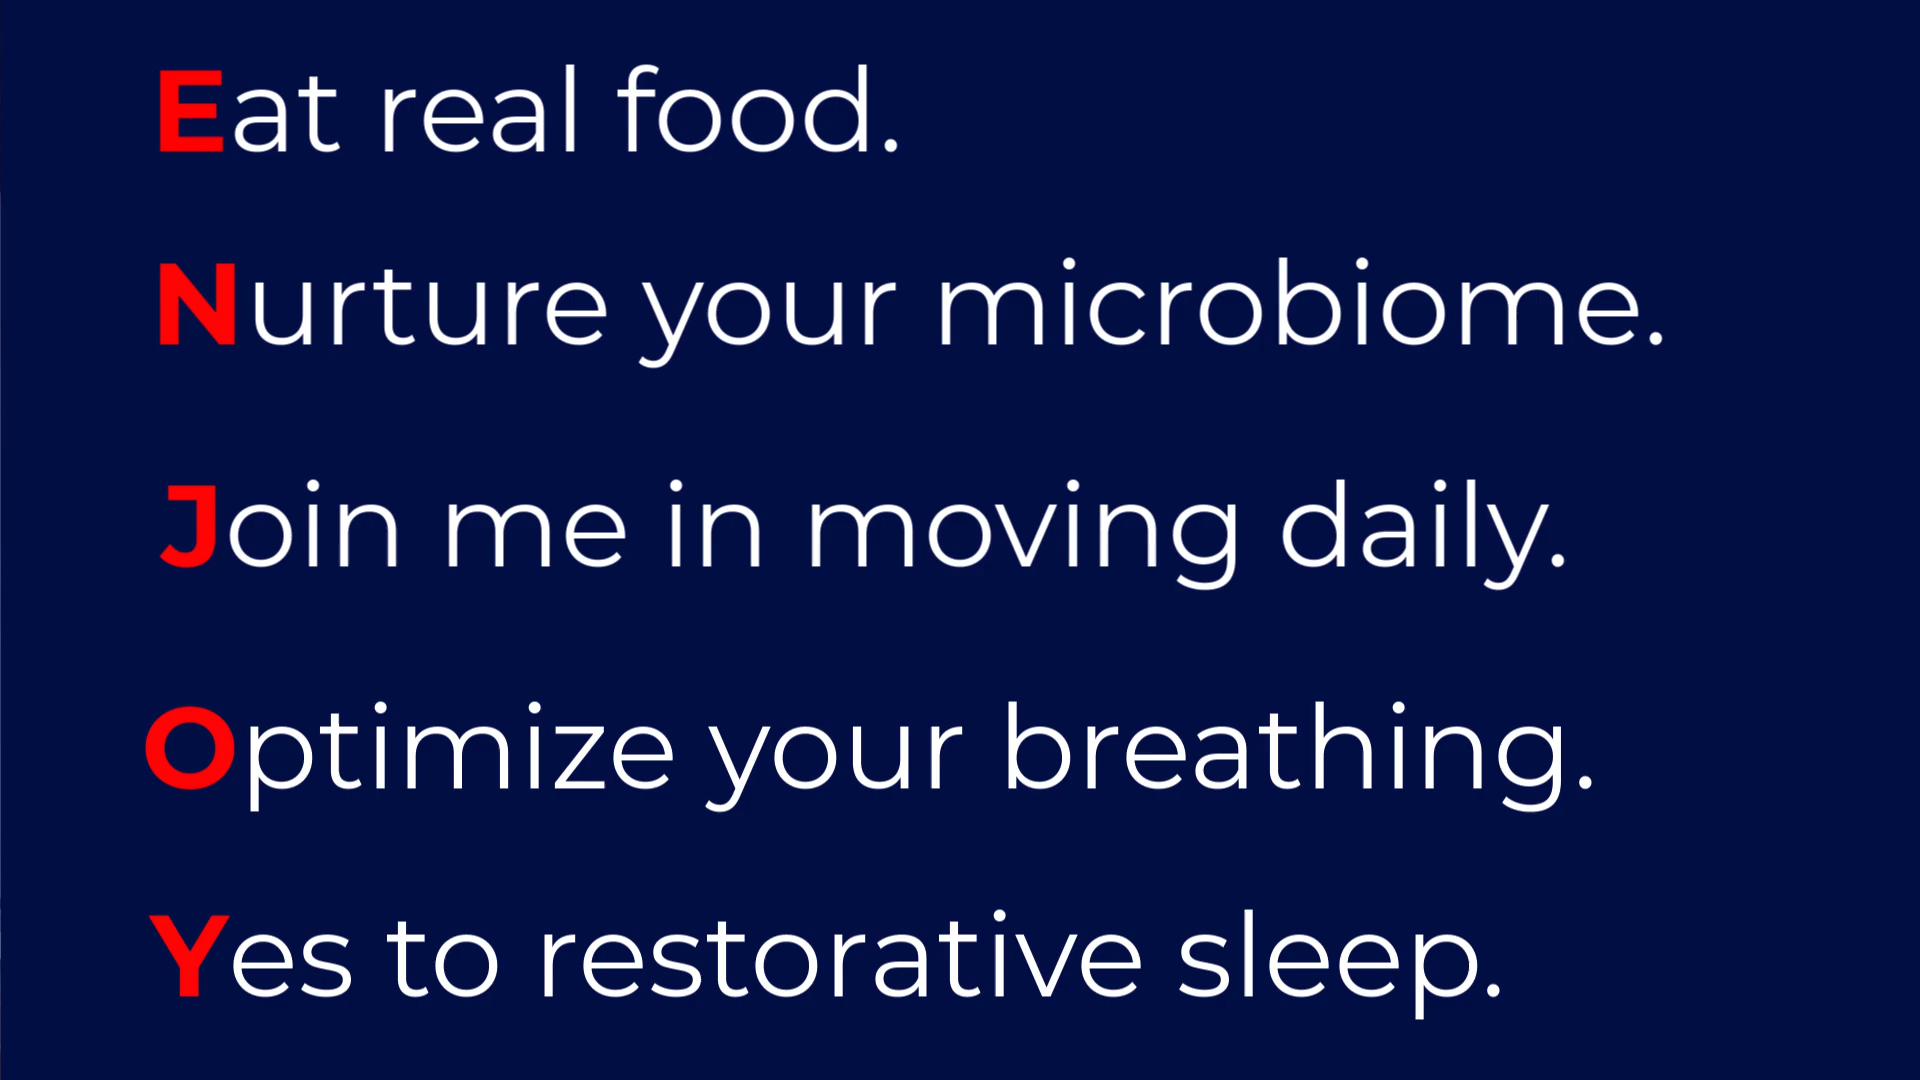 Eat real food.
Nurture your microbiome.
Join me in moving daily.
Optimize your breathing.
Yes to restorative sleep.